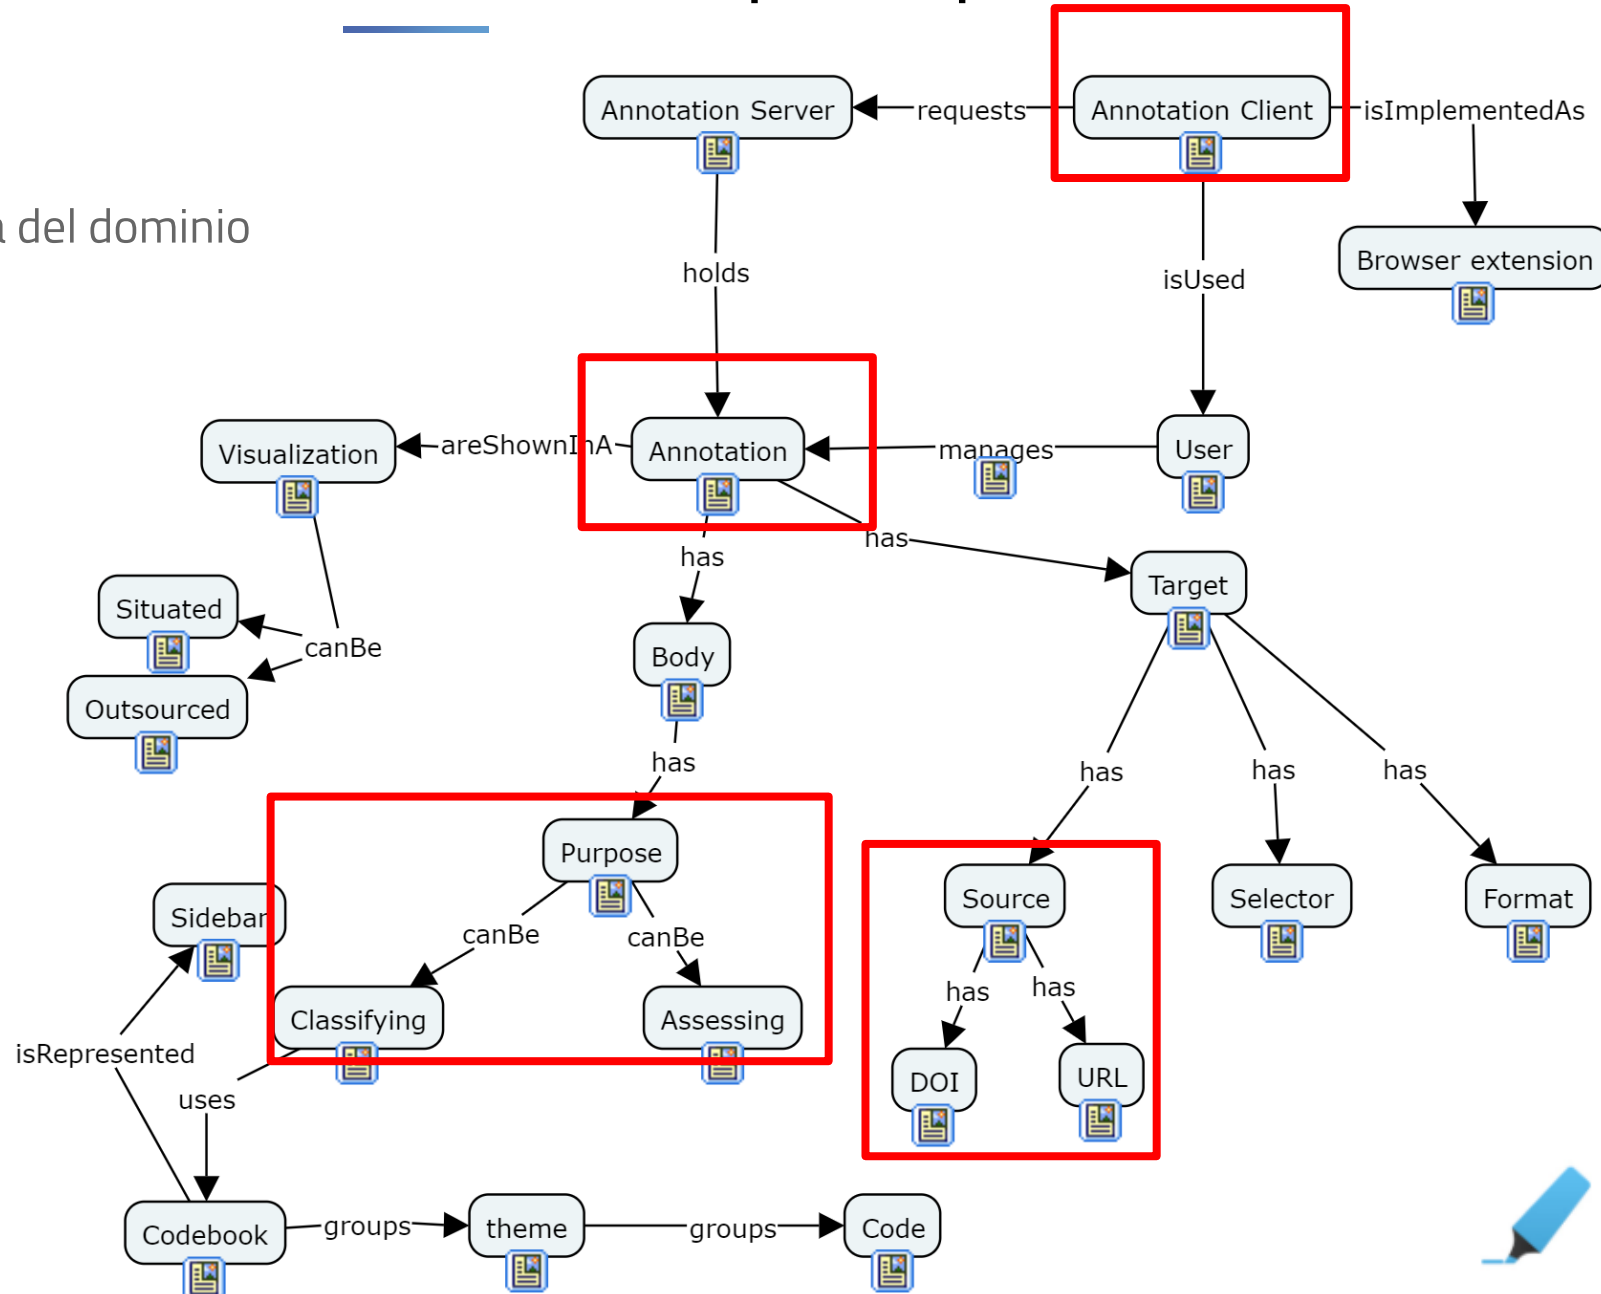 Annotation Server
requests
Annotation Client
isImplementedAs
del dominio
holds
isUsed
Browser extension
Visualization
areShownInA
Annotation
manages
User
has
has
Target
Situated
canBe
Body
Outsourced
has
has
has
has
Purpose
Sidebar
Source
Selector
Format
canBe
canBe
has
has
Classifying
Assessing
isRepresented
DOI
URL
uses
Codebook
groups
theme
groups
Code